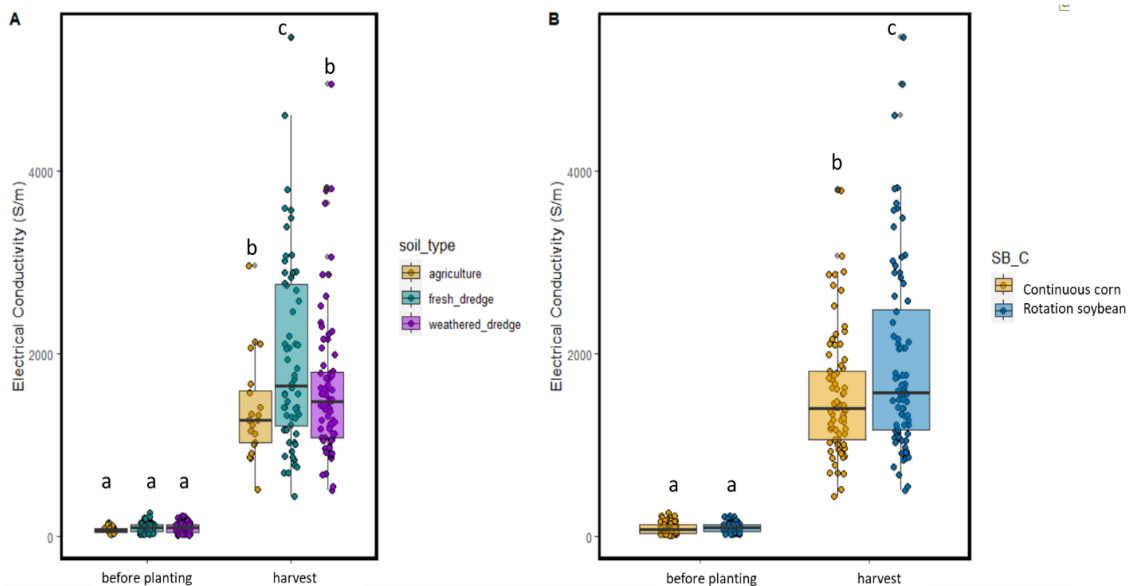 A
Electrical Conductivity (S/m)
4000
2000
0
a
a
a
b
c
b
before planting
harvest
soil_type
agriculture
fresh_dredge
weathered_dredge
B
Electrical Conductivity (S/m)
4000
2000
0
a
a
b
c
before planting
harvest
SB_C
Continuous corn
Rotation soybean